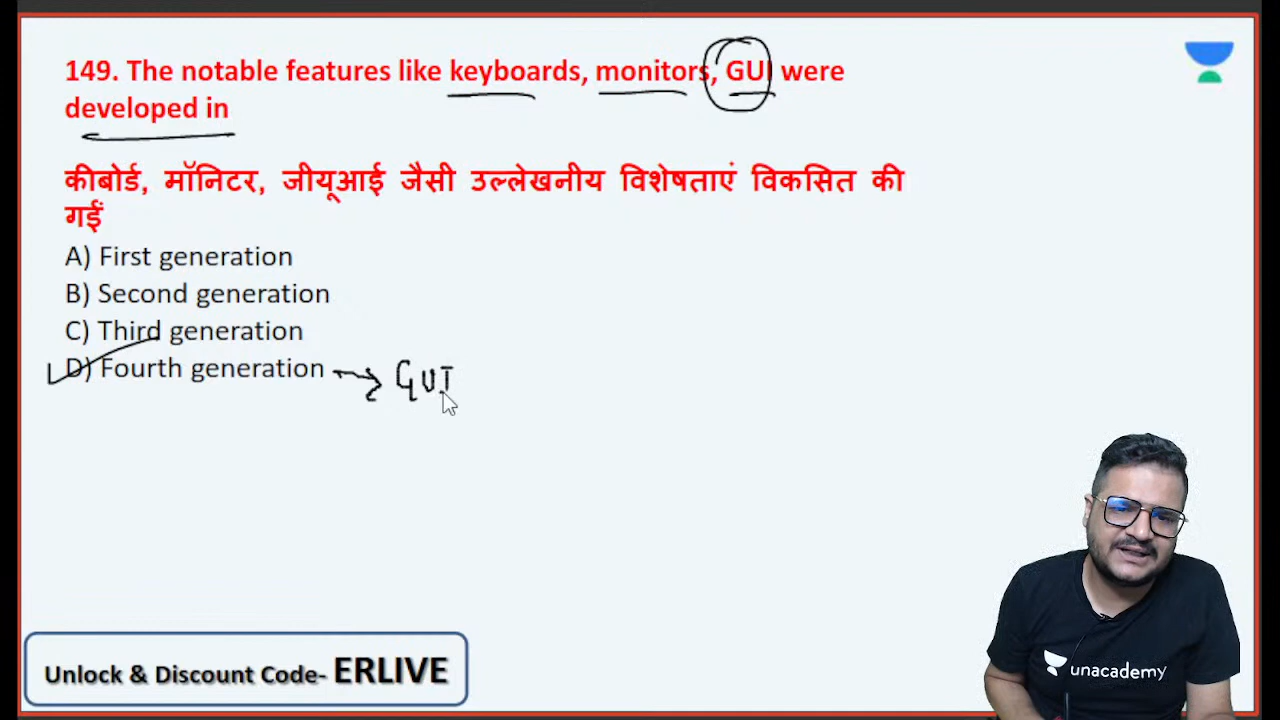 149. The notable features like keyboards, monitors, GUI were
developed in
कीबोर्ड, मॉनिटर, जीयूआई जैसी उल्लेखनीय विशेषताएं विकसित की
गईं
A) First generation
B) Second generation
C) Third generation
D) Fourth generation → GUI
unacademy
Unlock & Discount Code- ERLIVE